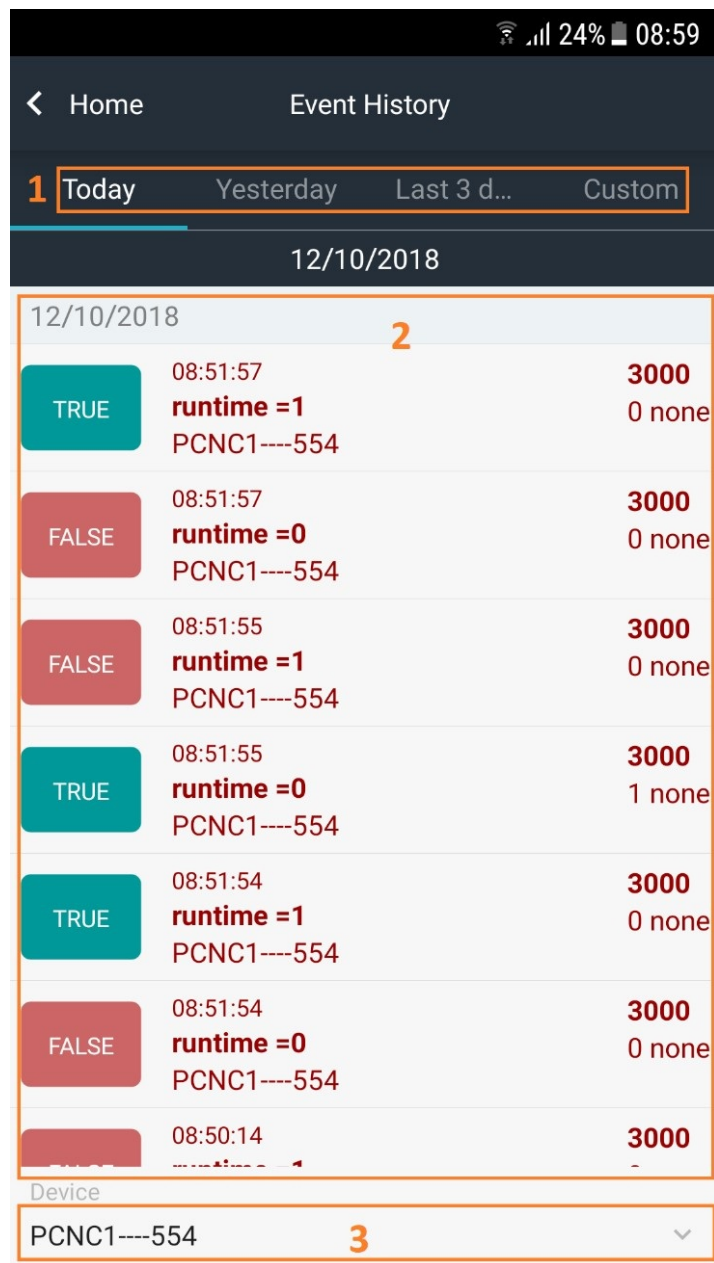 24% 08:59
Home Event History
1 Today Yesterday Last 3 d... Custom
12/10/2018
12/10/2018
2
08:51:57 3000
TRUE runtime =1 0 none
PCNC1----554
08:51:57 3000
FALSE runtime =0 0 none
PCNC1----554
08:51:55 3000
FALSE runtime =1 0 none
PCNC1----554
08:51:55 3000
TRUE runtime =0 1 none
PCNC1----554
08:51:54 3000
TRUE runtime =1 0 none
PCNC1----554
08:51:54 3000
FALSE runtime =0 0 none
PCNC1----554
08:50:14 3000
Device
PCNC1----554 3